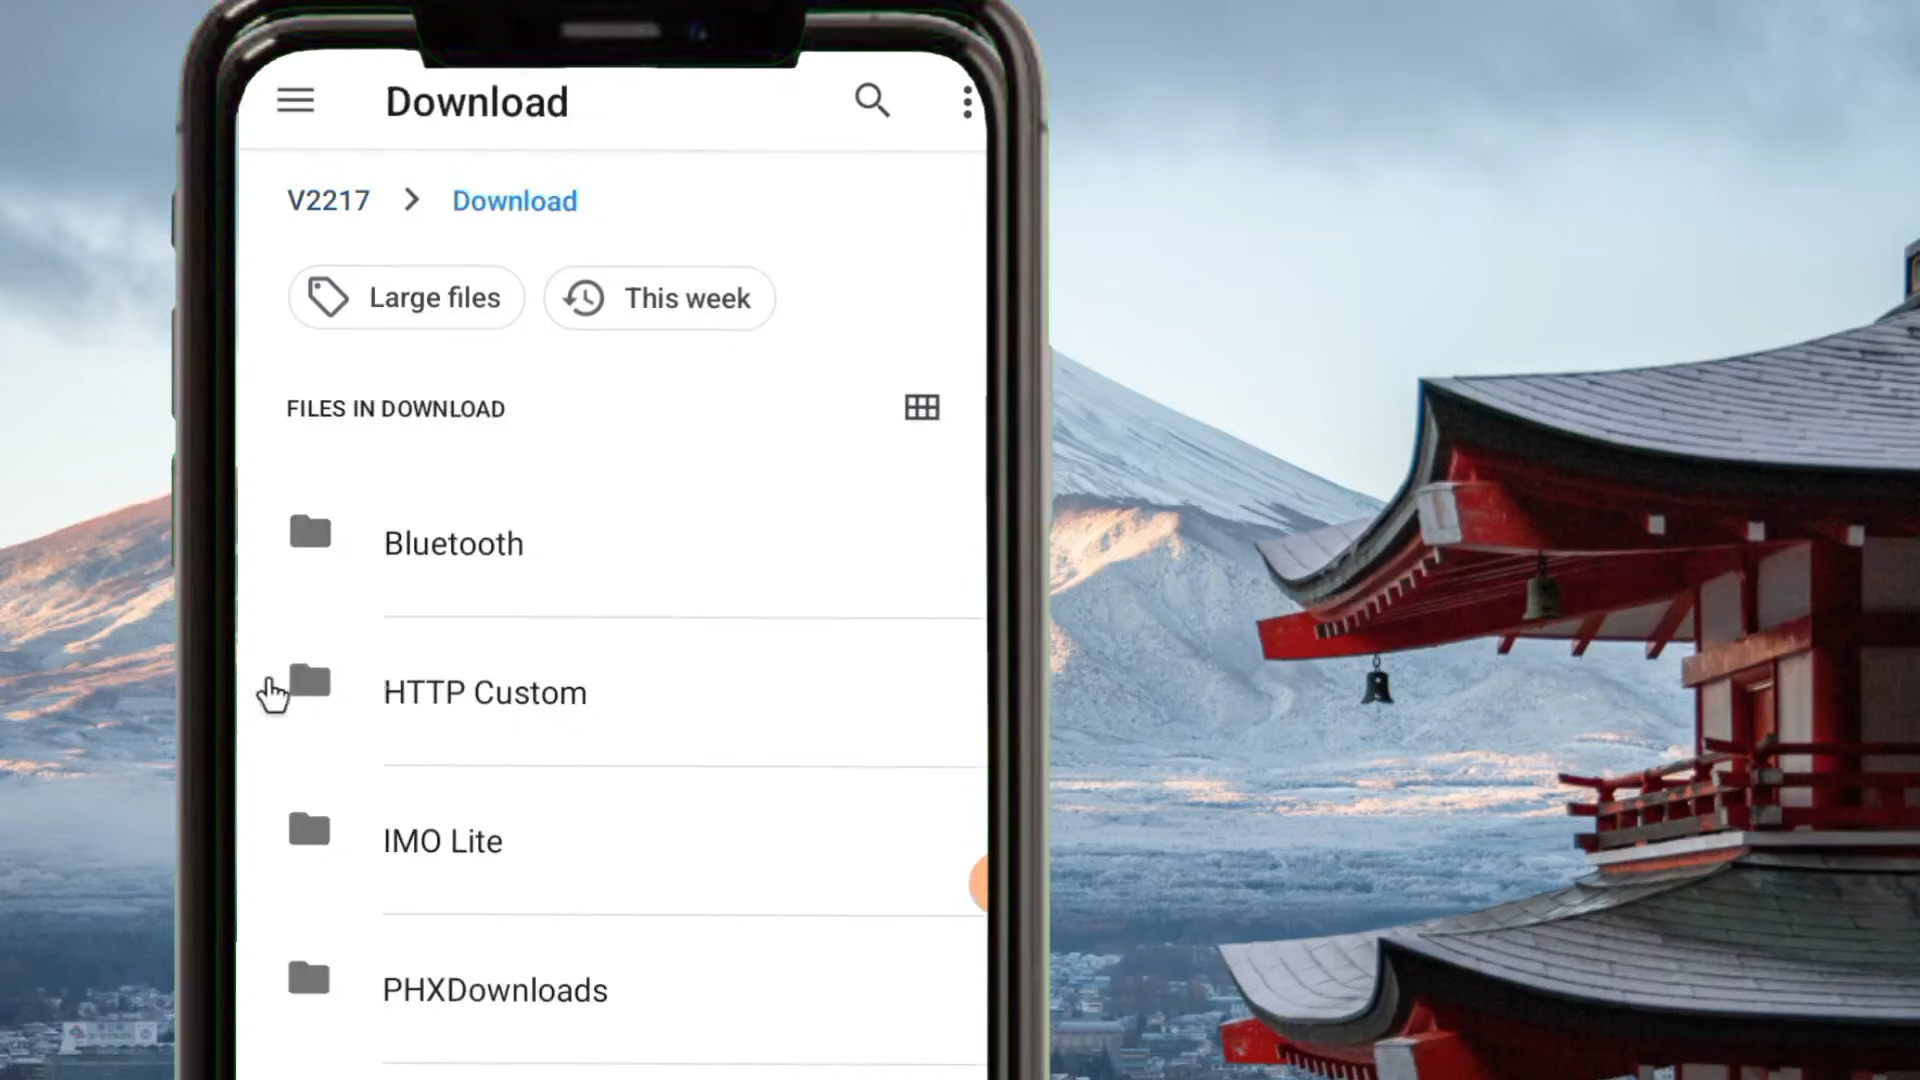 Download
V2217 > Download
Large files
This week
FILES IN DOWNLOAD
Bluetooth
HTTP Custom
IMO Lite
PHXDownloads